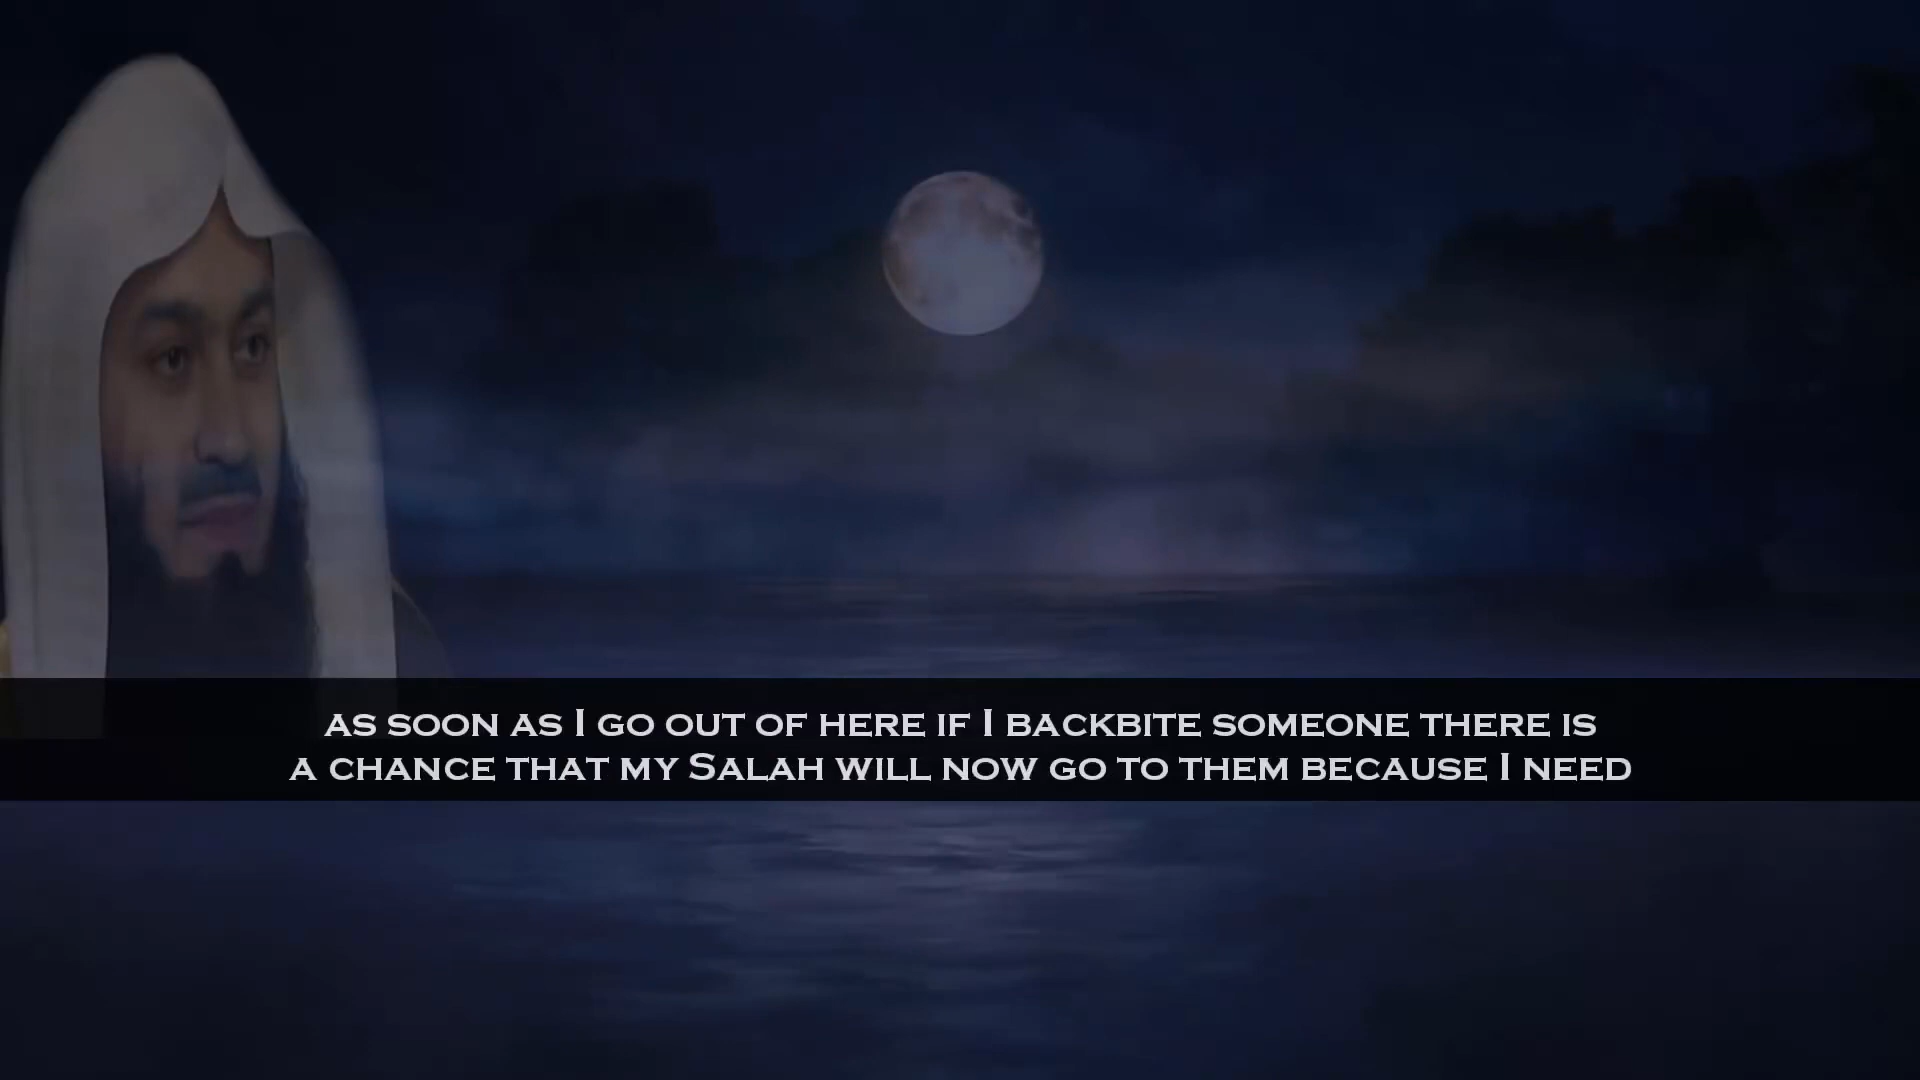 as soon as I go out of here if I backbite someone there is
a chance that my Salah will now go to them because I need